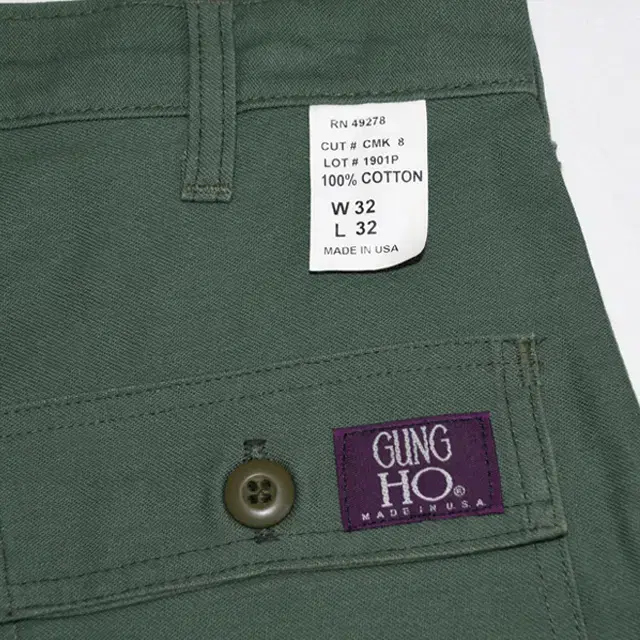 RN 49278
CUT # CMK 8
LOT # 1901P
100% COTTON
W 32
L 32
MADE IN USA
GUNG
HO®
MADE IN U.S.A